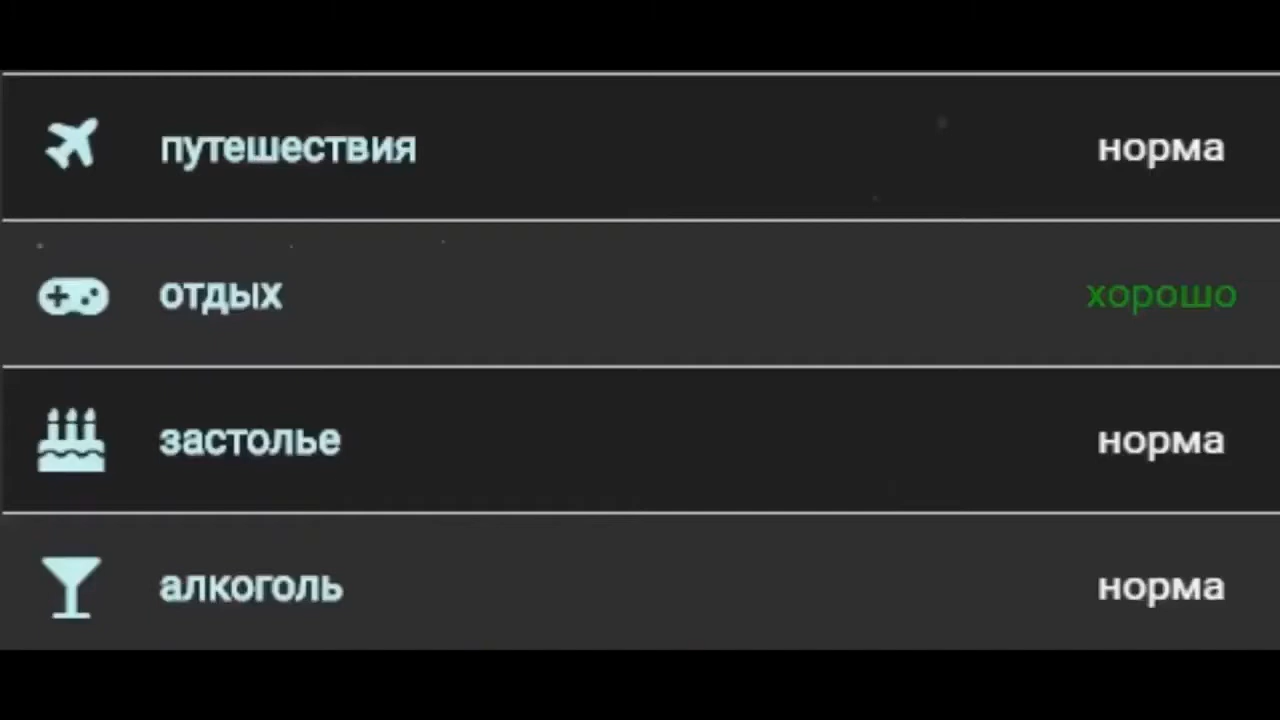 путешествия норма
отдых хорошо
застолье норма
алкоголь норма